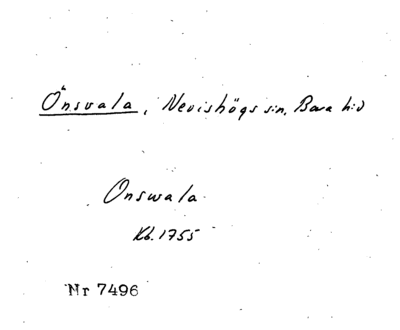 Önsvala, Nevishögs sn, Bara hd
Onswala
Kb. 1755
Nr 7496